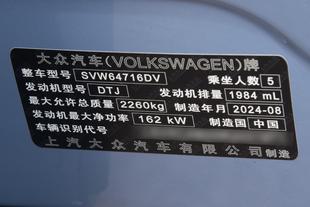 大众汽车(VOLKSWAGEN)牌
整车型号 SVW64716DV 乘坐人数 5
发动机型号 DTJ 发动机排量 1984 mL
最大允许总质量 2260kg 制造年月 2024-08
发动机最大净功率 162 kW 制造国 中国
车辆识别代号
上汽大众汽车有限公司 制造